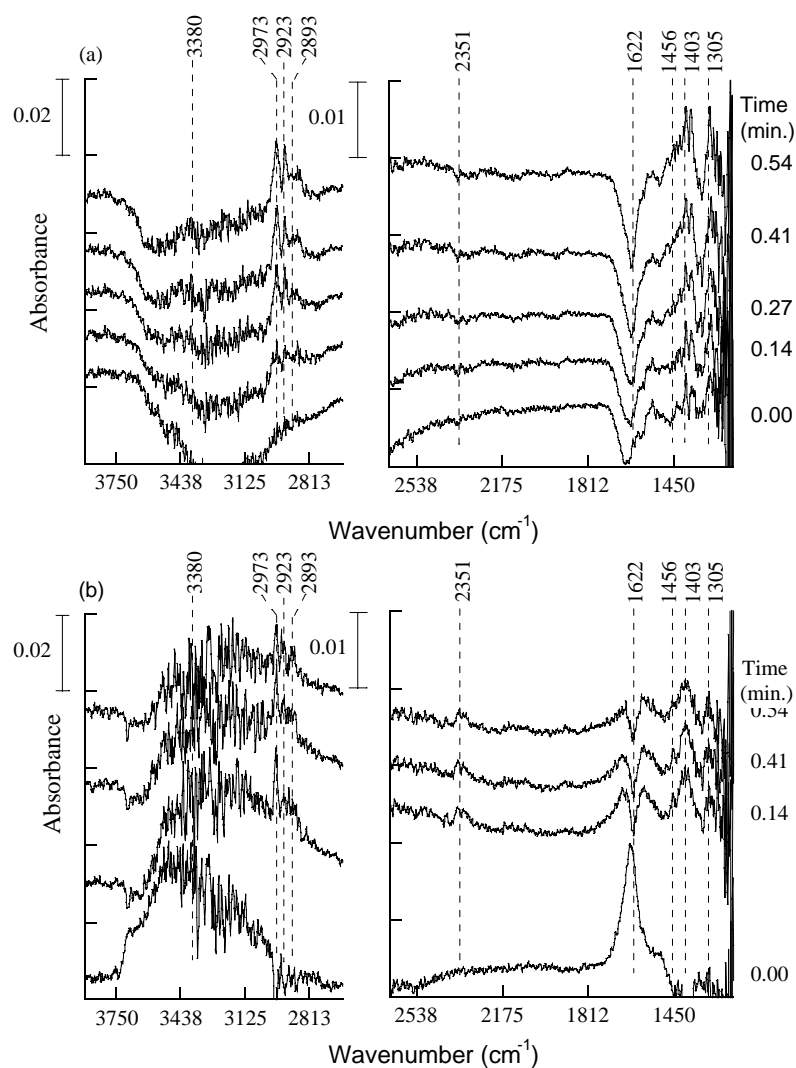 (a)
3380
2973
2923
2893
2351
1622
1456
1403
1305
0.02
0.01
Time
(min.)
0.54
0.41
0.27
0.14
0.00
Absorbance
3750 3438 3125 2813
2538 2175 1812 1450
Wavenumber (cm-1)
(b)
3380
2973
2923
2893
2351
1622
1456
1403
1305
0.02
0.01
Time
(min.)
0.54
0.41
0.14
0.00
Absorbance
3750 3438 3125 2813
2538 2175 1812 1450
Wavenumber (cm-1)